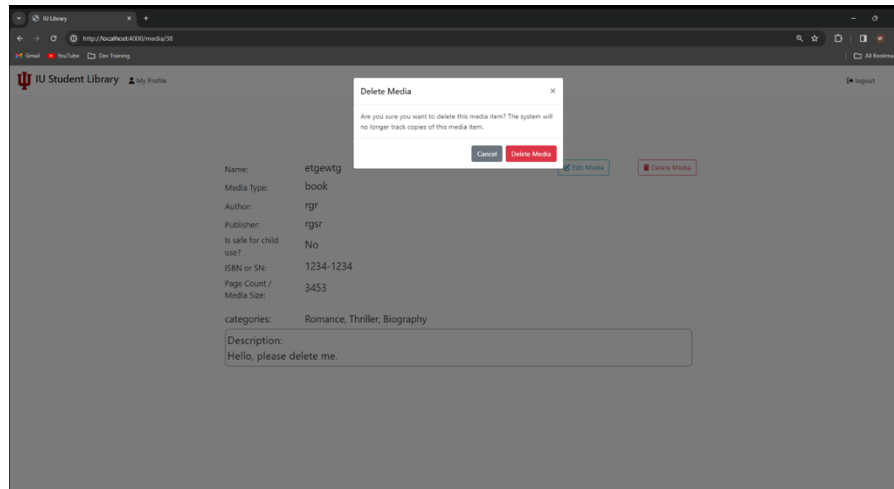 IU Library
http://localhost:4000/media/38
Gmail YouTube Dev Training All Bookma
IU Student Library My Profile logout
Delete Media
Are you sure you want to delete this media item? The system will
no longer track copies of this media item.
Cancel Delete Media
Name: etgewtg Edit Media Delete Media
Media Type: book
Author: rgr
Publisher: rgsr
Is safe for child
use? No
ISBN or SN: 1234-1234
Page Count /
Media Size: 3453
categories: Romance, Thriller, Biography
Description:
Hello, please delete me.